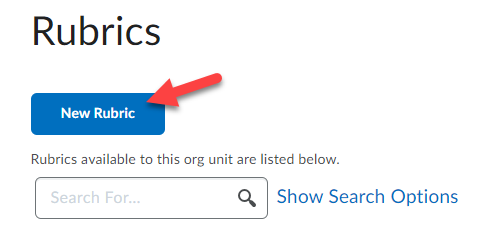 Rubrics
New Rubric
Rubrics available to this org unit are listed below.
Search For... Show Search Options